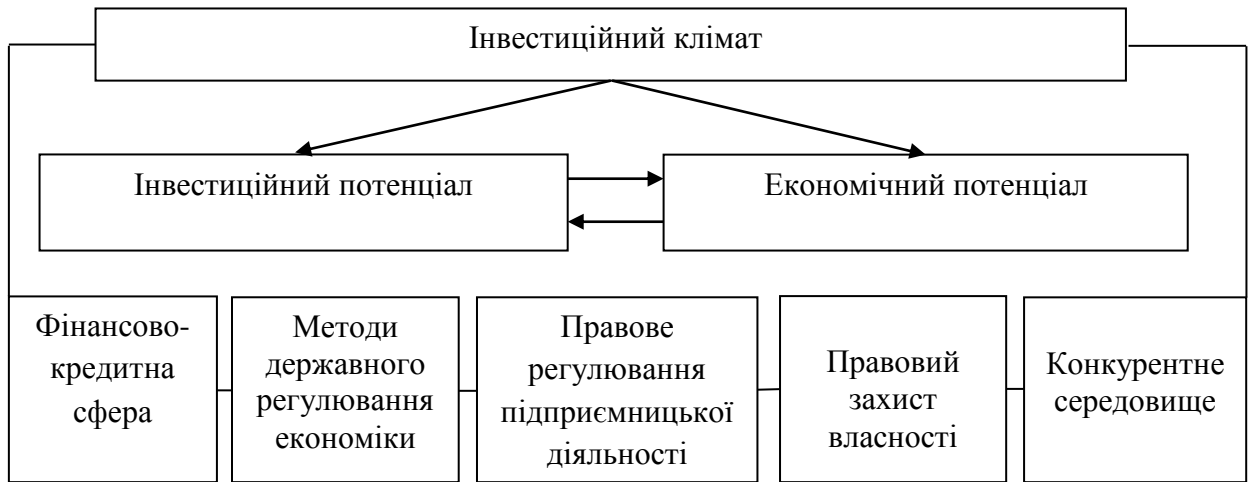 Інвестиційний клімат
Інвестиційний потенціал
Економічний потенціал
Фінансово-
кредитна
сфера
Методи
державного
регулювання
економіки
Правове
регулювання
підприємницької
діяльності
Правовий
захист
власності
Конкурентне
середовище